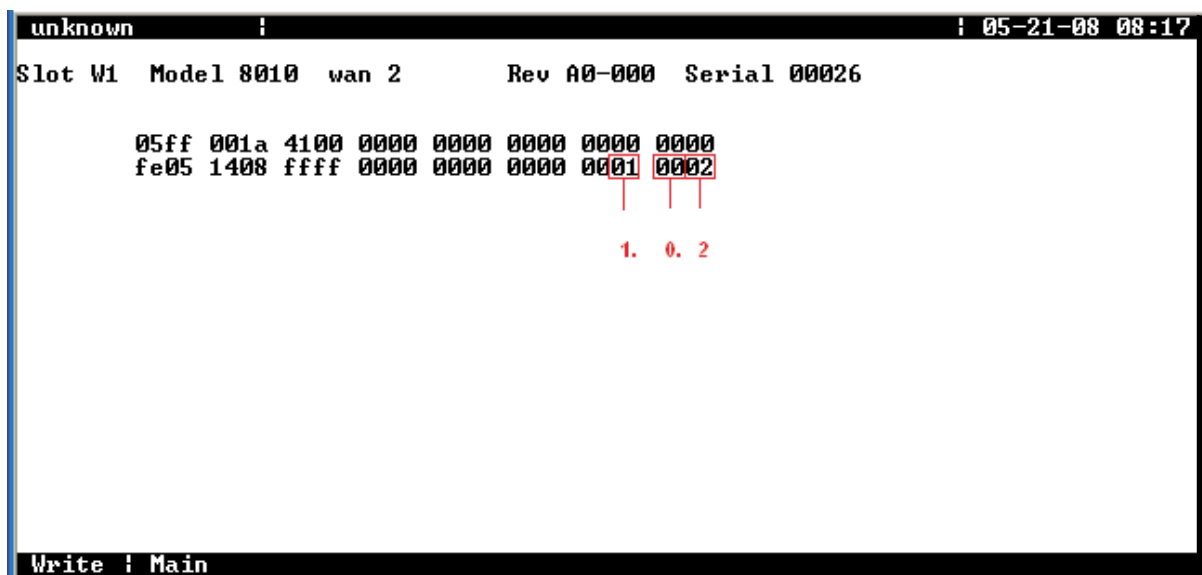 unknown ¦ ¦ 05-21-08 08:17
Slot W1 Model 8010 wan 2 Rev A0-000 Serial 00026
05ff 001a 4100 0000 0000 0000 0000 0000
fe05 1408 ffff 0000 0000 0000 0001 0002
1. 0. 2
Write ¦ Main